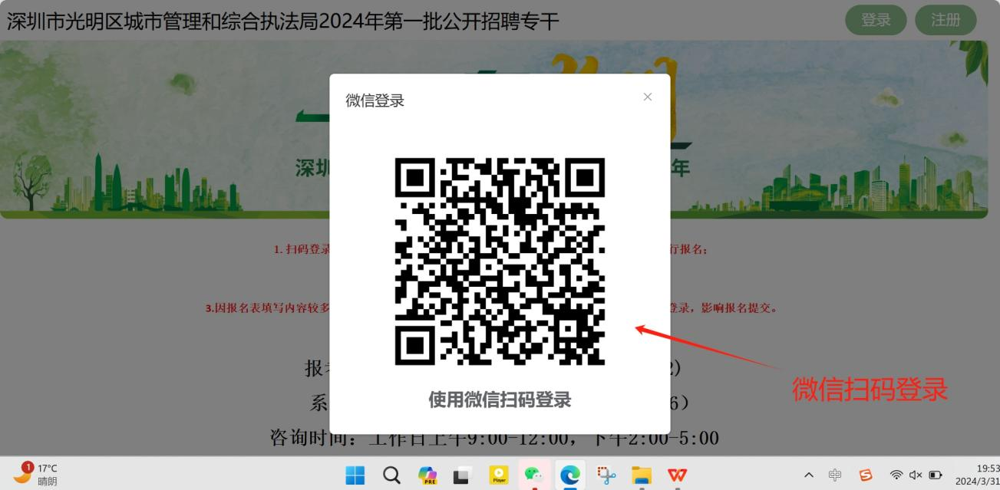 深圳市光明区城市管理和综合执法局2024年第一批公开招聘专干
登录
注册
微信登录
深圳
年
1. 扫码登录
行报名；
3.因报名表填写内容较多
登录，影响报名提交。
报考
2）
系
6）
使用微信扫码登录
微信扫码登录
咨询时间：工作日上午9:00-12:00，下午2:00-5:00
1
17°C
晴朗
PRE
Player
中
19:53
2024/3/31